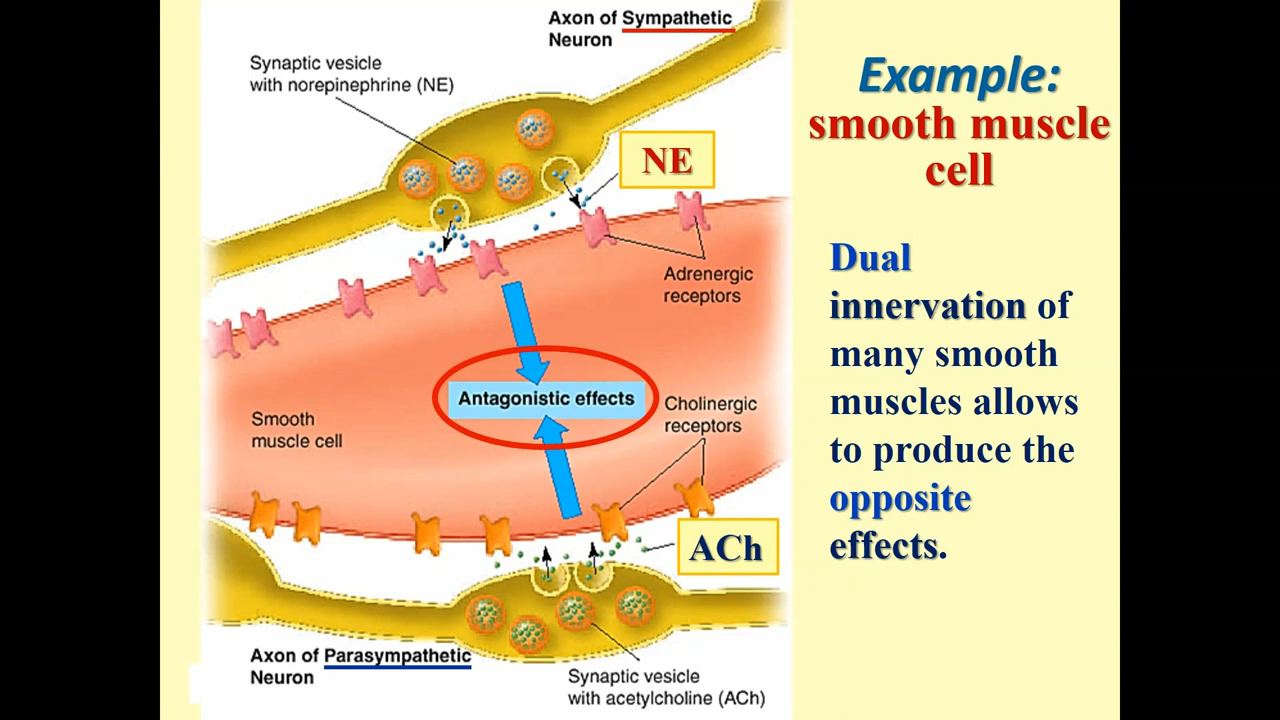 Axon of Sympathetic
Neuron
Synaptic vesicle
with norepinephrine (NE)
NE
Adrenergic
receptors
Antagonistic effects
Cholinergic
receptors
Smooth
muscle cell
ACh
Axon of Parasympathetic
Neuron
Synaptic vesicle
with acetylcholine (ACh)
Example:
smooth muscle
cell
Dual
innervation of
many smooth
muscles allows
to produce the
opposite
effects.